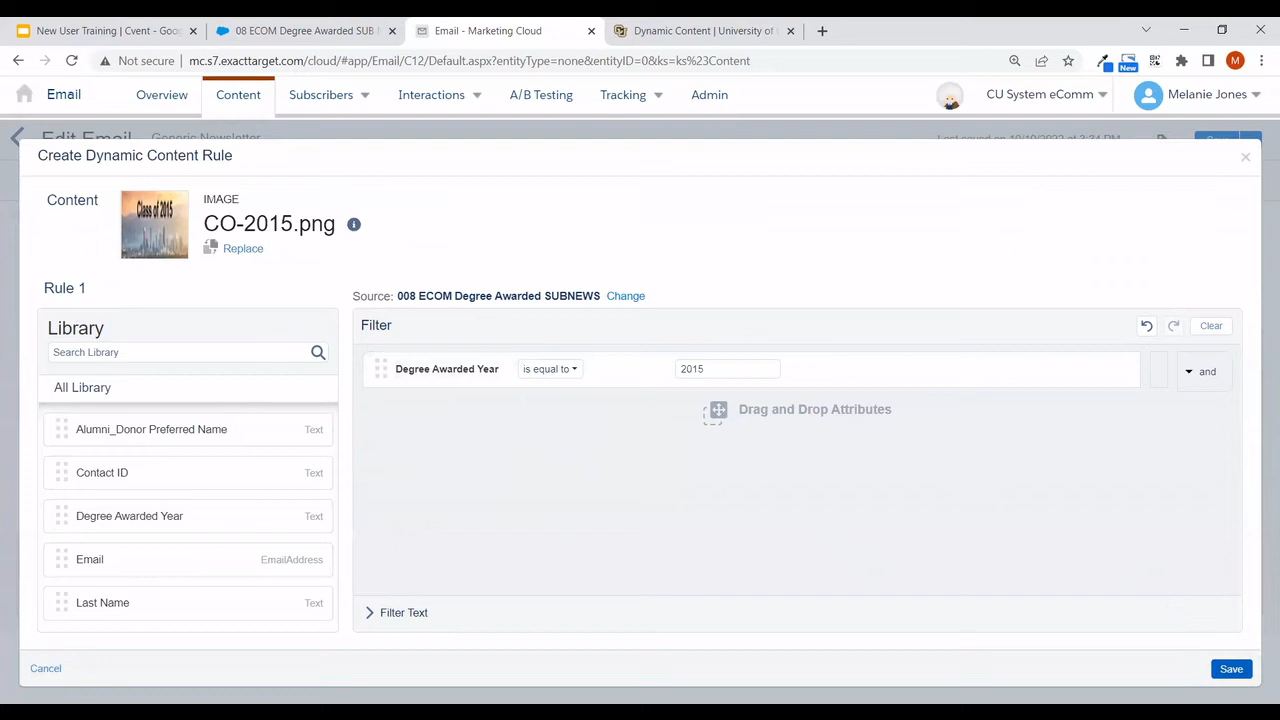 New User Training | Cvent - Goo
08 ECOM Degree Awarded SUB
Email - Marketing Cloud
Dynamic Content | University of
Not secure
mc.s7.exacttarget.com/cloud/#app/Email/C12/Default.aspx?entityType=none&entityID=0&ks=ks%23Content
New
M
Email
Overview
Content
Subscribers
Interactions
A/B Testing
Tracking
Admin
CU System eComm
Melanie Jones
Edit Email
Generic Newsletter
Last saved on 10/19/2022 at 3:34 PM
Save
Create Dynamic Content Rule
Content
Class of 2015
IMAGE
CO-2015.png
Replace
Rule 1
Source: 008 ECOM Degree Awarded SUBNEWS Change
Library
Search Library
All Library
Alumni_Donor Preferred Name Text
Contact ID Text
Degree Awarded Year Text
Email EmailAddress
Last Name Text
Filter
Clear
Degree Awarded Year is equal to 2015
and
Drag and Drop Attributes
Filter Text
Cancel
Save